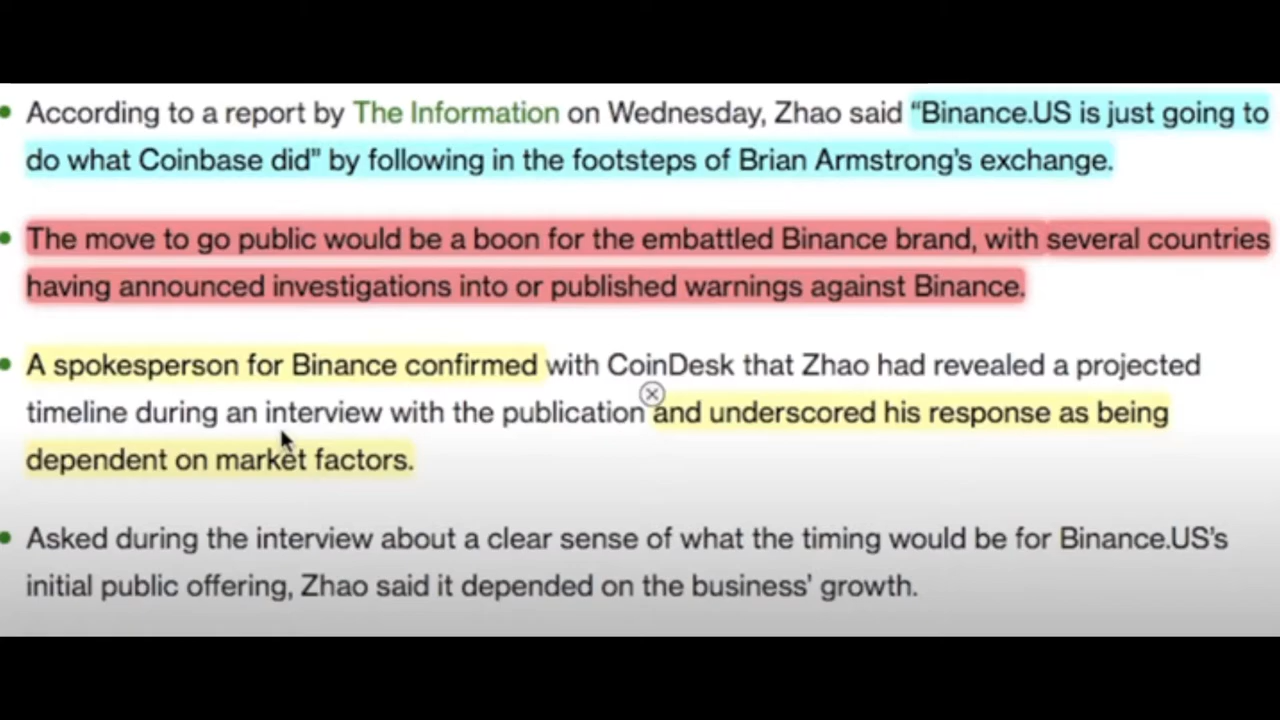 According to a report by The Information on Wednesday, Zhao said “Binance.US is just going to
do what Coinbase did” by following in the footsteps of Brian Armstrong’s exchange.
The move to go public would be a boon for the embattled Binance brand, with several countries
having announced investigations into or published warnings against Binance.
A spokesperson for Binance confirmed with CoinDesk that Zhao had revealed a projected
timeline during an interview with the publication and underscored his response as being
dependent on market factors.
Asked during the interview about a clear sense of what the timing would be for Binance.US’s
initial public offering, Zhao said it depended on the business’ growth.